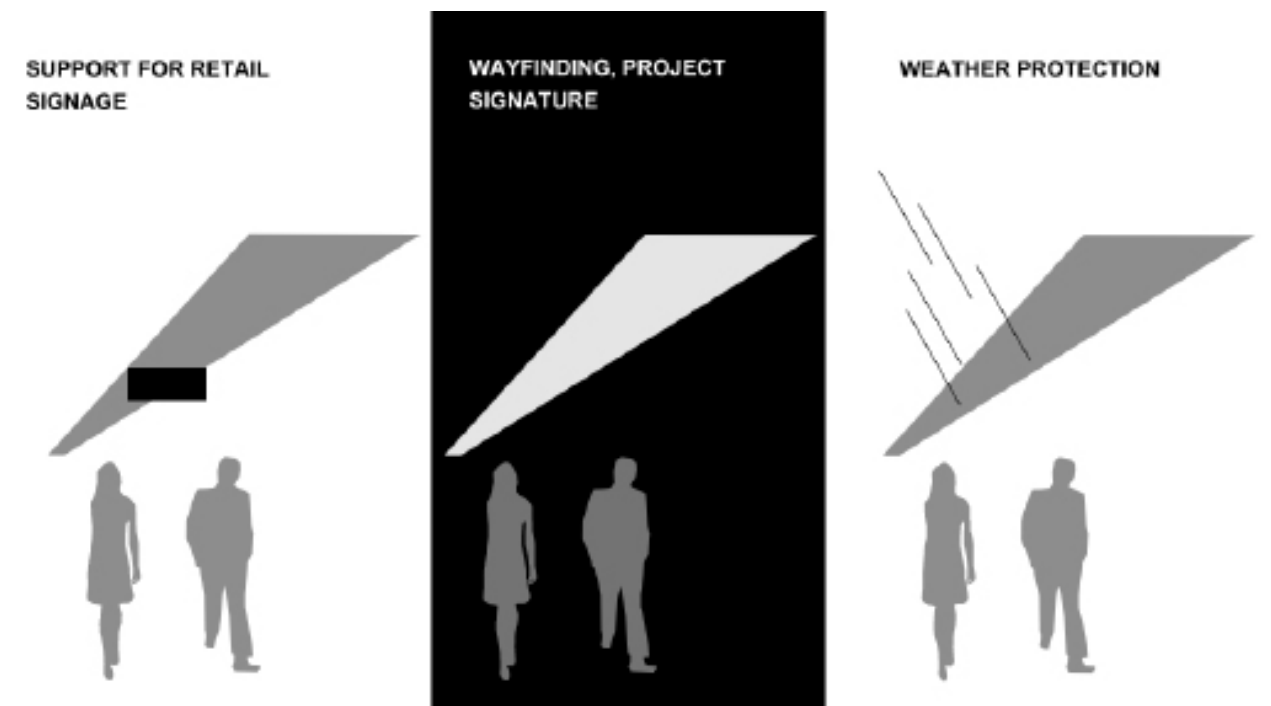 SUPPORT FOR RETAIL
SIGNAGE
WAYFINDING, PROJECT
SIGNATURE
WEATHER PROTECTION